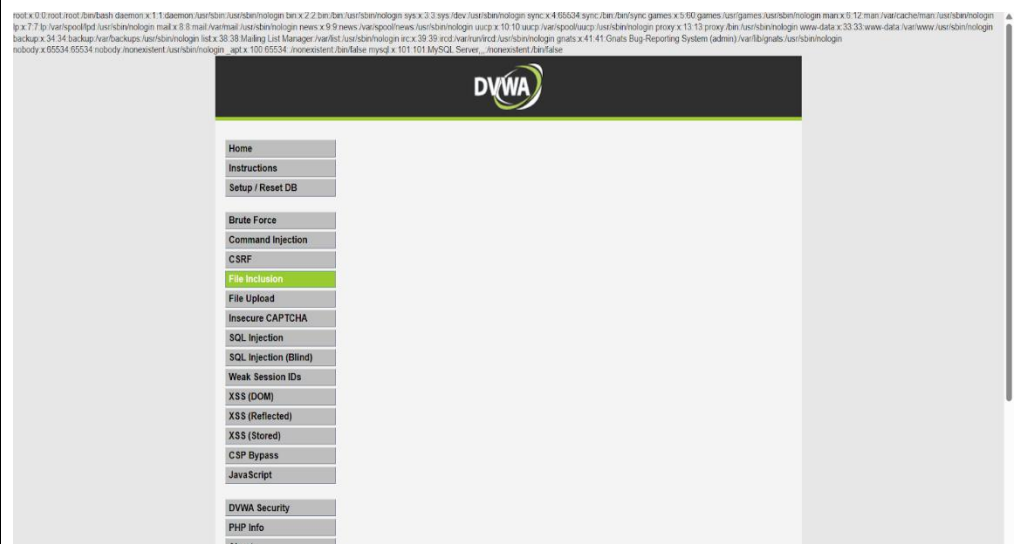 root:x:0:0:root:/root:/bin/bash daemon:x:1:1:daemon:/usr/sbin:/usr/sbin/nologin bin:x:2:2:bin:/bin:/usr/sbin/nologin sys:x:3:3:sys:/dev:/usr/sbin/nologin sync:x:4:65534:sync:/bin:/bin/sync games:x:5:60:games:/usr/games:/usr/sbin/nologin man:x:6:12:man:/var/cache/man:/usr/sbin/nologin
lp:x:7:7:lp:/var/spool/lpd:/usr/sbin/nologin mail:x:8:8:mail:/var/mail:/usr/sbin/nologin news:x:9:9:news:/var/spool/news:/usr/sbin/nologin uucp:x:10:10:uucp:/var/spool/uucp:/usr/sbin/nologin proxy:x:13:13:proxy:/bin:/usr/sbin/nologin www-data:x:33:33:www-data:/var/www:/usr/sbin/nologin
backup:x:34:34:backup:/var/backups:/usr/sbin/nologin list:x:38:38:Mailing List Manager:/var/list:/usr/sbin/nologin irc:x:39:39:ircd:/var/run/ircd:/usr/sbin/nologin gnats:x:41:41:Gnats Bug-Reporting System (admin):/var/lib/gnats:/usr/sbin/nologin
nobody:x:65534:65534:nobody:/nonexistent:/usr/sbin/nologin _apt:x:100:65534::/nonexistent:/bin/false mysql:x:101:101:MySQL Server,,,:/nonexistent:/bin/false
DVWA
Home
Instructions
Setup / Reset DB
Brute Force
Command Injection
CSRF
File Inclusion
File Upload
Insecure CAPTCHA
SQL Injection
SQL Injection (Blind)
Weak Session IDs
XSS (DOM)
XSS (Reflected)
XSS (Stored)
CSP Bypass
JavaScript
DVWA Security
PHP Info